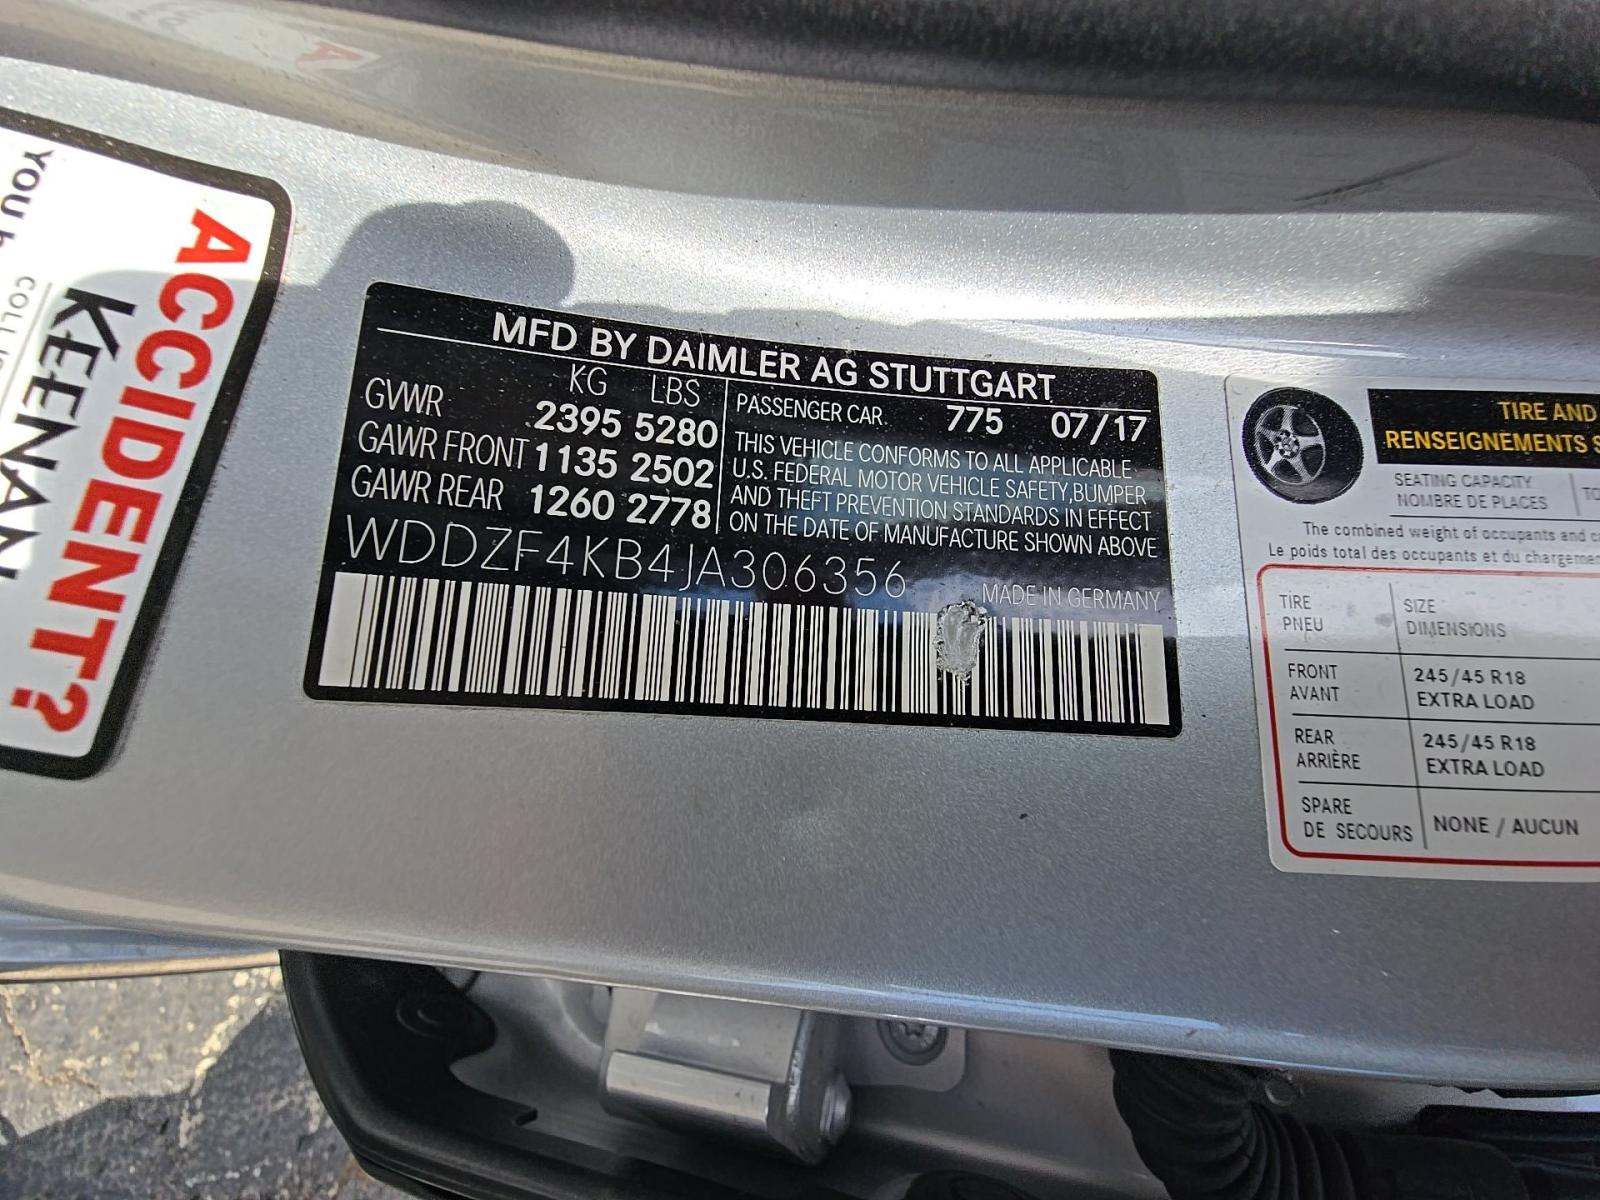 ACCIDENT?
KEENAN
MFD BY DAIMLER AG STUTTGART
KG LBS
GVWR 2395 5280
GAWR FRONT 1135 2502
GAWR REAR 1260 2778
PASSENGER CAR 775 07/17
THIS VEHICLE CONFORMS TO ALL APPLICABLE
U.S. FEDERAL MOTOR VEHICLE SAFETY,BUMPER
AND THEFT PREVENTION STANDARDS IN EFFECT
ON THE DATE OF MANUFACTURE SHOWN ABOVE
WDDZF4KB4JA306356
MADE IN GERMANY
TIRE AND
RENSEIGNEMENTS
SEATING CAPACITY
NOMBRE DE PLACES
The combined weight of occupants and
Le poids total des occupants et du
TIRE SIZE
PNEU DIMENSIONS
FRONT 245/45 R18
AVANT EXTRA LOAD
REAR 245/45 R18
ARRIÈRE EXTRA LOAD
SPARE
DE SECOURS NONE / AUCUN